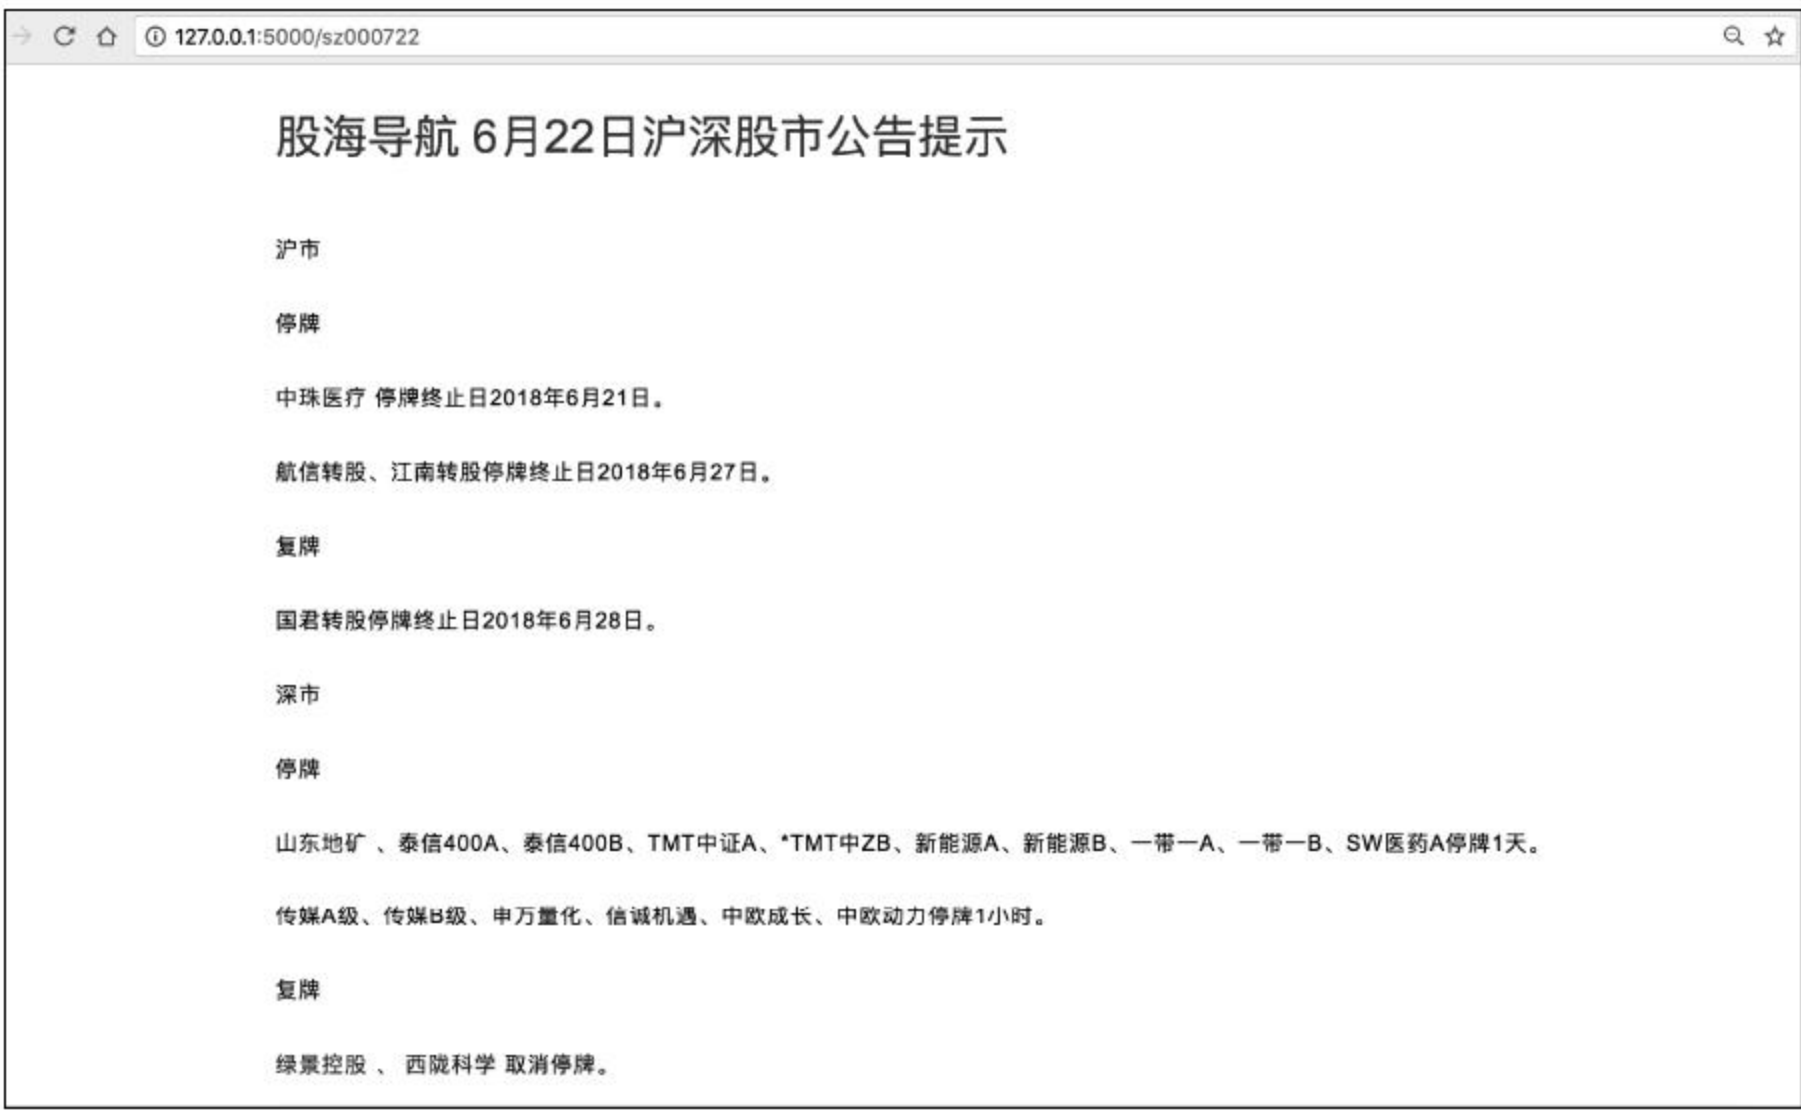 127.0.0.1:5000/sz000722
股海导航 6月22日沪深股市公告提示
沪市
停牌
中珠医疗 停牌终止日2018年6月21日。
航信转股、江南转股停牌终止日2018年6月27日。
复牌
国君转股停牌终止日2018年6月28日。
深市
停牌
山东地矿 、泰信400A、泰信400B、TMT中证A、*TMT中ZB、新能源A、新能源B、一带一A、一带一B、SW医药A停牌1天。
传媒A级、传媒B级、申万量化、信诚机遇、中欧成长、中欧动力停牌1小时。
复牌
绿景控股 、 西陇科学 取消停牌。